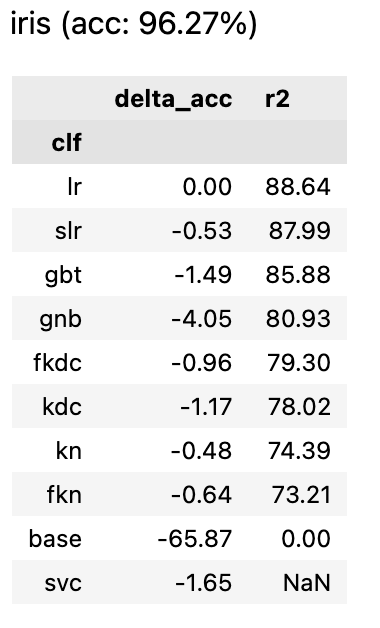 iris (acc: 96.27%)
delta_acc r2
clf
lr 0.00 88.64
slr -0.53 87.99
gbt -1.49 85.88
gnb -4.05 80.93
fkdc -0.96 79.30
kdc -1.17 78.02
kn -0.48 74.39
fkn -0.64 73.21
base -65.87 0.00
svc -1.65 NaN